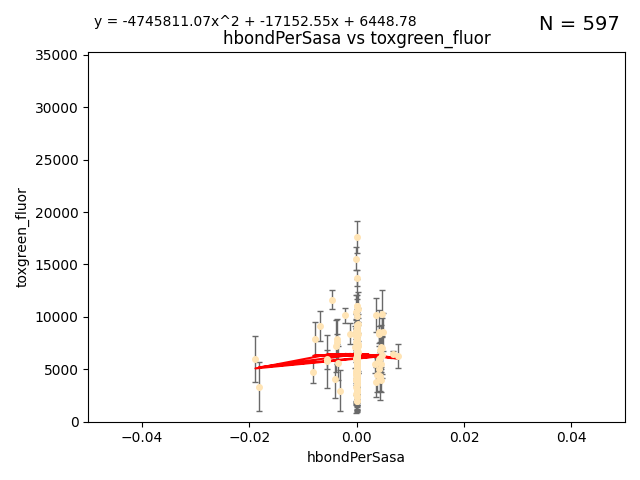 y = -4745811.07x^2 + -17152.55x + 6448.78
N = 597
hbondPerSasa vs toxgreen_fluor
35000
30000
25000
20000
15000
10000
5000
0
toxgreen_fluor
−0.04
−0.02
0.00
0.02
0.04
hbondPerSasa